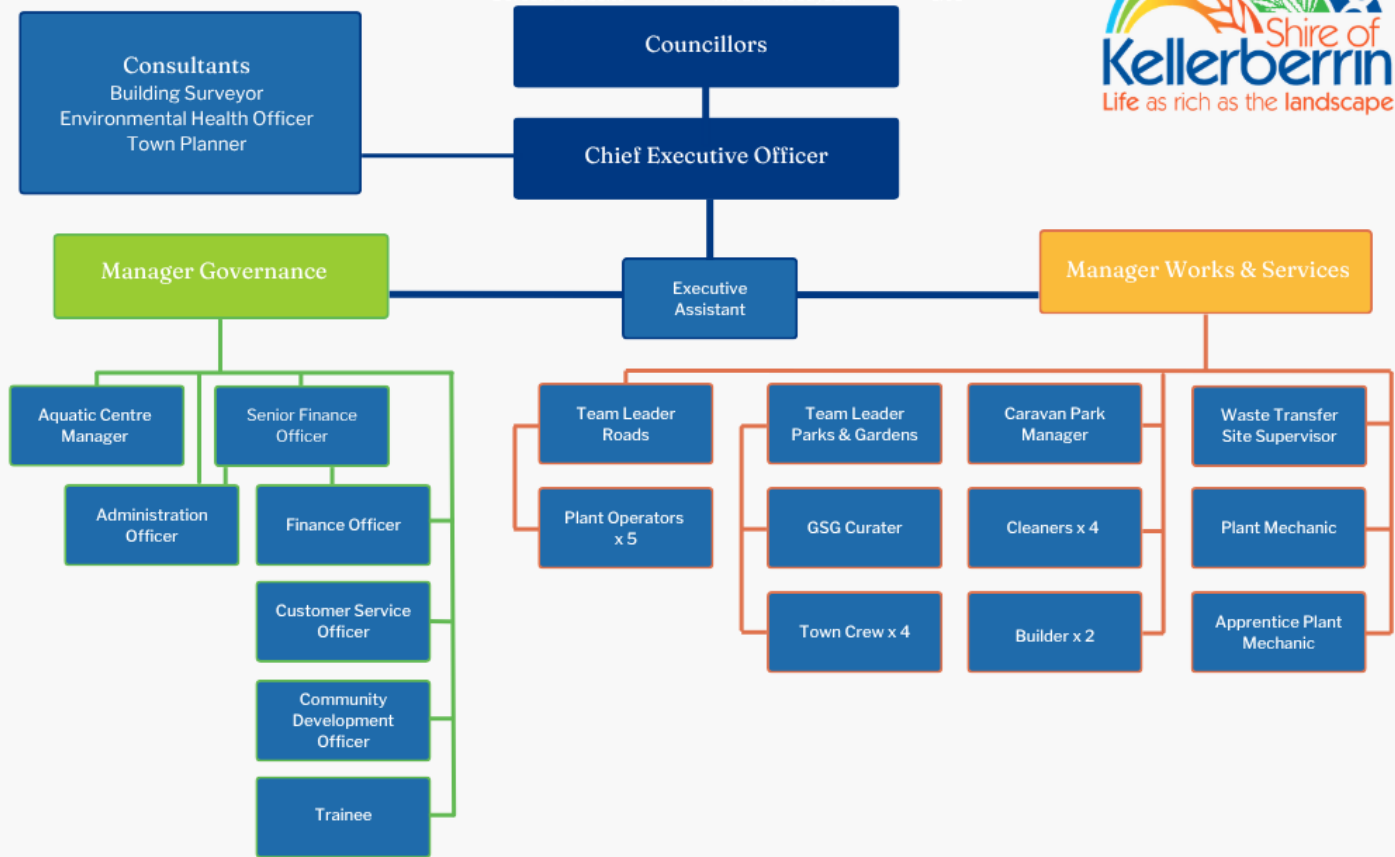 Shire of
Kellerberrin
Life as rich as the landscape
Councillors
Consultants
Building Surveyor
Environmental Health Officer
Town Planner
Chief Executive Officer
Manager Governance
Executive
Assistant
Manager Works & Services
Aquatic Centre
Manager
Senior Finance
Officer
Administration
Officer
Finance Officer
Customer Service
Officer
Community
Development
Officer
Trainee
Team Leader
Roads
Plant Operators
x 5
Team Leader
Parks & Gardens
GSG Curater
Town Crew x 4
Caravan Park
Manager
Cleaners x 4
Builder x 2
Waste Transfer
Site Supervisor
Plant Mechanic
Apprentice Plant
Mechanic